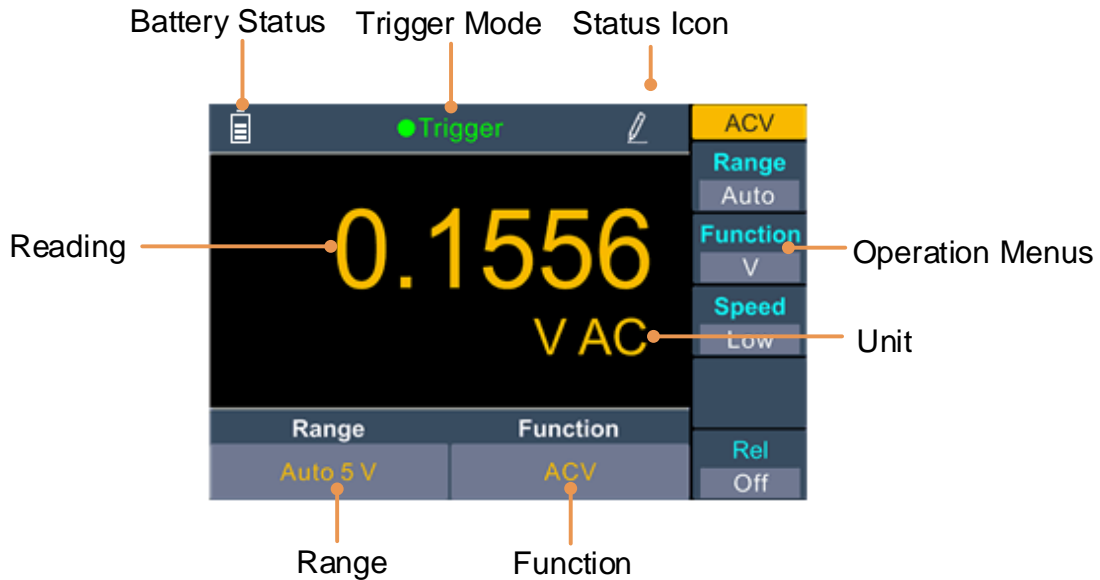 Battery Status Trigger Mode Status Icon
Trigger
ACV
Range
Auto
Reading
0.1556
Function
V
Operation Menus
Speed
Low
V AC
Unit
Range
Function
Auto 5 V
ACV
Rel
Off
Range
Function